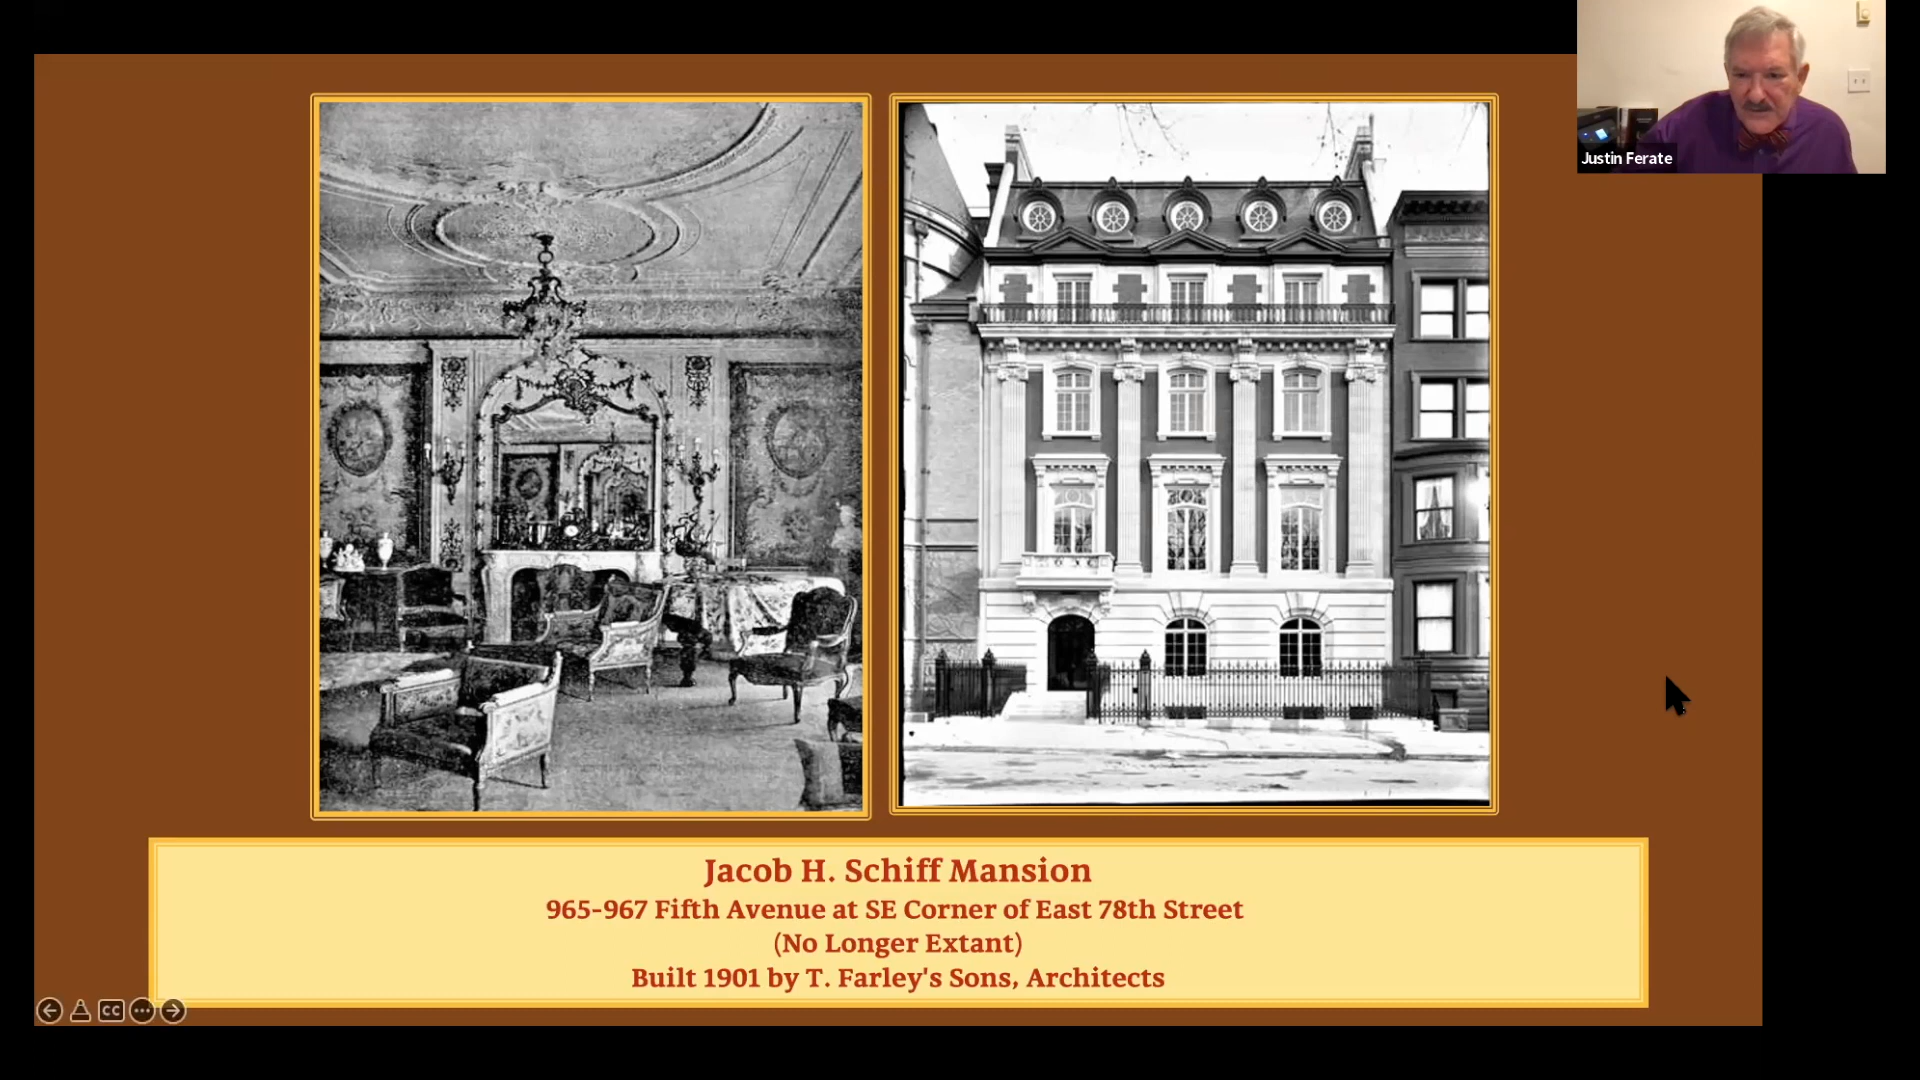 Justin Ferate
Jacob H. Schiff Mansion
965-967 Fifth Avenue at SE Corner of East 78th Street
(No Longer Extant)
Built 1901 by T. Farley's Sons, Architects
CC